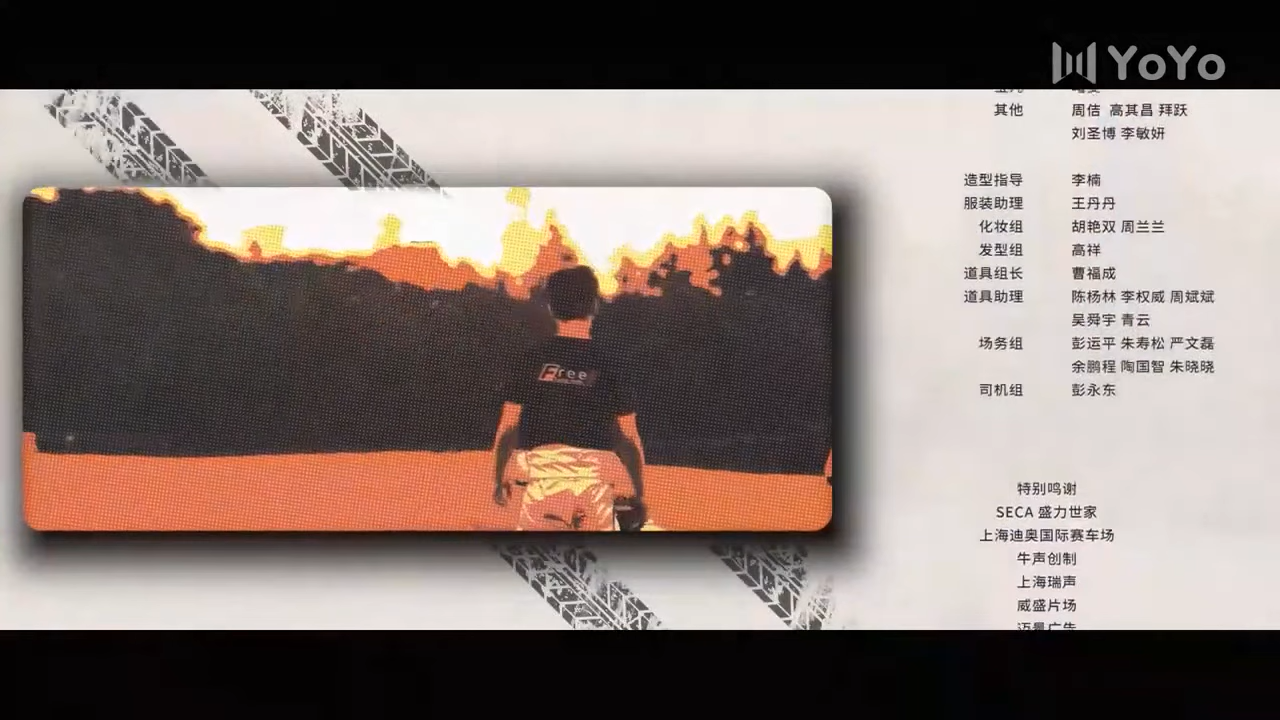 YoYo
其他 周佶 高其昌 拜跃
刘圣博 李敏妍
造型指导 李楠
服装助理 王丹丹
化妆组 胡艳双 周兰兰
发型组 高祥
道具组长 曹福成
道具助理 陈杨林 李权威 周斌斌
吴舜宇 青云
场务组 彭运平 朱寿松 严文磊
余鹏程 陶国智 朱晓晓
司机组 彭永东
Free
特别鸣谢
SECA 盛力世家
上海迪奥国际赛车场
牛声创制
上海瑞声
威盛片场
迈景广告